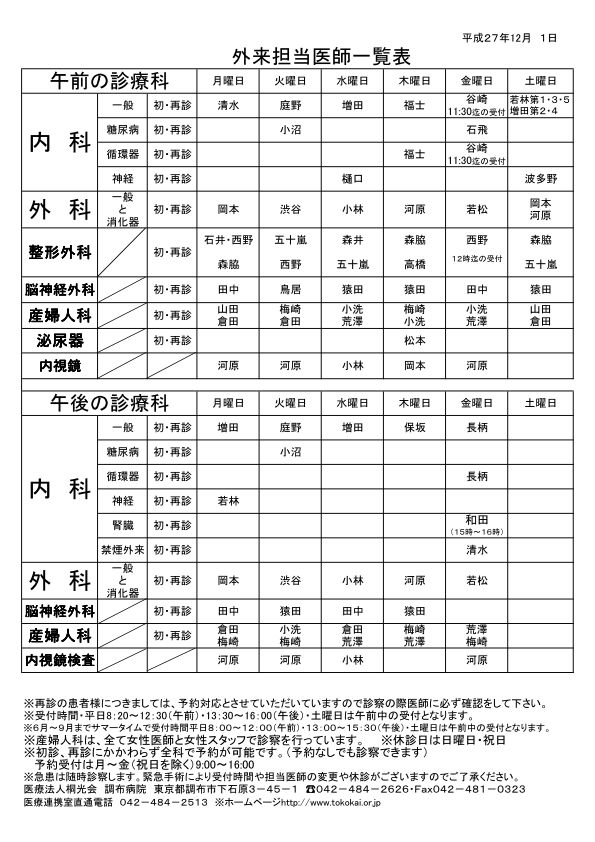 平成27年12月　1日
外来担当医師一覧表
午前の診療科 月曜日 火曜日 水曜日 木曜日 金曜日 土曜日
内　科 一般 初・再診 清水 庭野 増田 福士 谷崎 11:30迄の受付 若林第1・3・5 増田第2・4
糖尿病 初・再診 小沼 石飛
循環器 初・再診 福士 谷崎 11:30迄の受付
神経 初・再診 樋口 波多野
外　科 一般と消化器 初・再診 岡本 渋谷 小林 河原 若松 岡本 河原
整形外科 初・再診 石井・西野 森脇 五十嵐 西野 森井 五十嵐 森脇 高橋 西野 12時迄の受付 森脇 五十嵐
脳神経外科 初・再診 田中 鳥居 猿田 猿田 田中 猿田
産婦人科 初・再診 山田 倉田 梅崎 倉田 小洗 荒澤 梅崎 小洗 小洗 荒澤 山田 倉田
泌尿器 初・再診 松本
内視鏡 河原 河原 小林 岡本 河原
午後の診療科 月曜日 火曜日 水曜日 木曜日 金曜日 土曜日
内　科 一般 初・再診 増田 庭野 増田 保坂 長柄
糖尿病 初・再診 小沼
循環器 初・再診 長柄
神経 初・再診 若林
腎臓 初・再診 和田 （15時～16時）
禁煙外来 初・再診 清水
外　科 一般と消化器 初・再診 岡本 渋谷 小林 河原 若松
脳神経外科 初・再診 田中 猿田 田中 猿田
産婦人科 初・再診 倉田 梅崎 小洗 荒澤 倉田 荒澤 梅崎 梅崎 荒澤 梅崎
内視鏡検査 河原 河原 小林 河原
※再診の患者様につきましては、予約対応とさせていただいていますので診察の際医師に必ず確認をして下さい。
※受付時間・平日8:20～12:30(午前)・13:30～16:00(午後)・土曜日は午前中の受付となります。
※6月～9月までサマータイムで受付時間平日8:00～12:00(午前)・13:00～15:30(午後)・土曜日は午前中の受付となります。
※産婦人科は、全て女性医師と女性スタッフで診察を行っています。　※休診日は日曜日・祝日
※初診、再診にかかわらず全科で予約が可能です。（予約なしでも診察できます）
予約受付は月～金（祝日を除く）9:00～16:00
※急患は随時診察します。緊急手術により受付時間や担当医師の変更や休診がございますのでご了承ください。
医療法人桐光会　調布病院　東京都調布市下石原3－45－1　☎042－484－2626・Fax042－481－0323
医療連携室直通電話　042－484－2513　※ホームページhttp://www.tokokai.or.jp